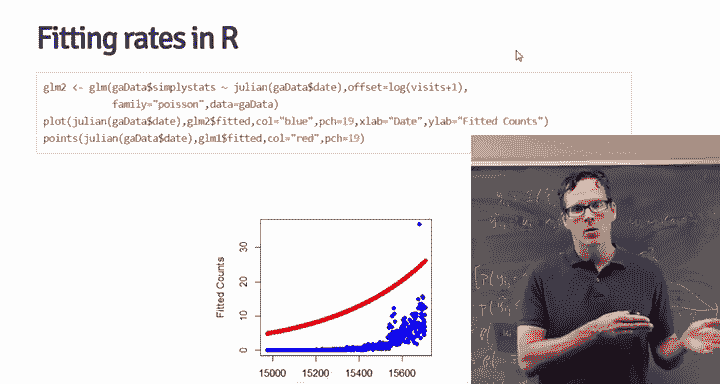 Fitting rates in R
glm2 <- glm(gaData$simplystats ~ julian(gaData$date),offset=log(visits+1),
family="poisson",data=gaData)
plot(julian(gaData$date),glm2$fitted,col="blue",pch=19,xlab="Date",ylab="Fitted Counts")
points(julian(gaData$date),glm1$fitted,col="red",pch=19)
Fitted Counts
30
20
10
0
15000 15200 15400 15600